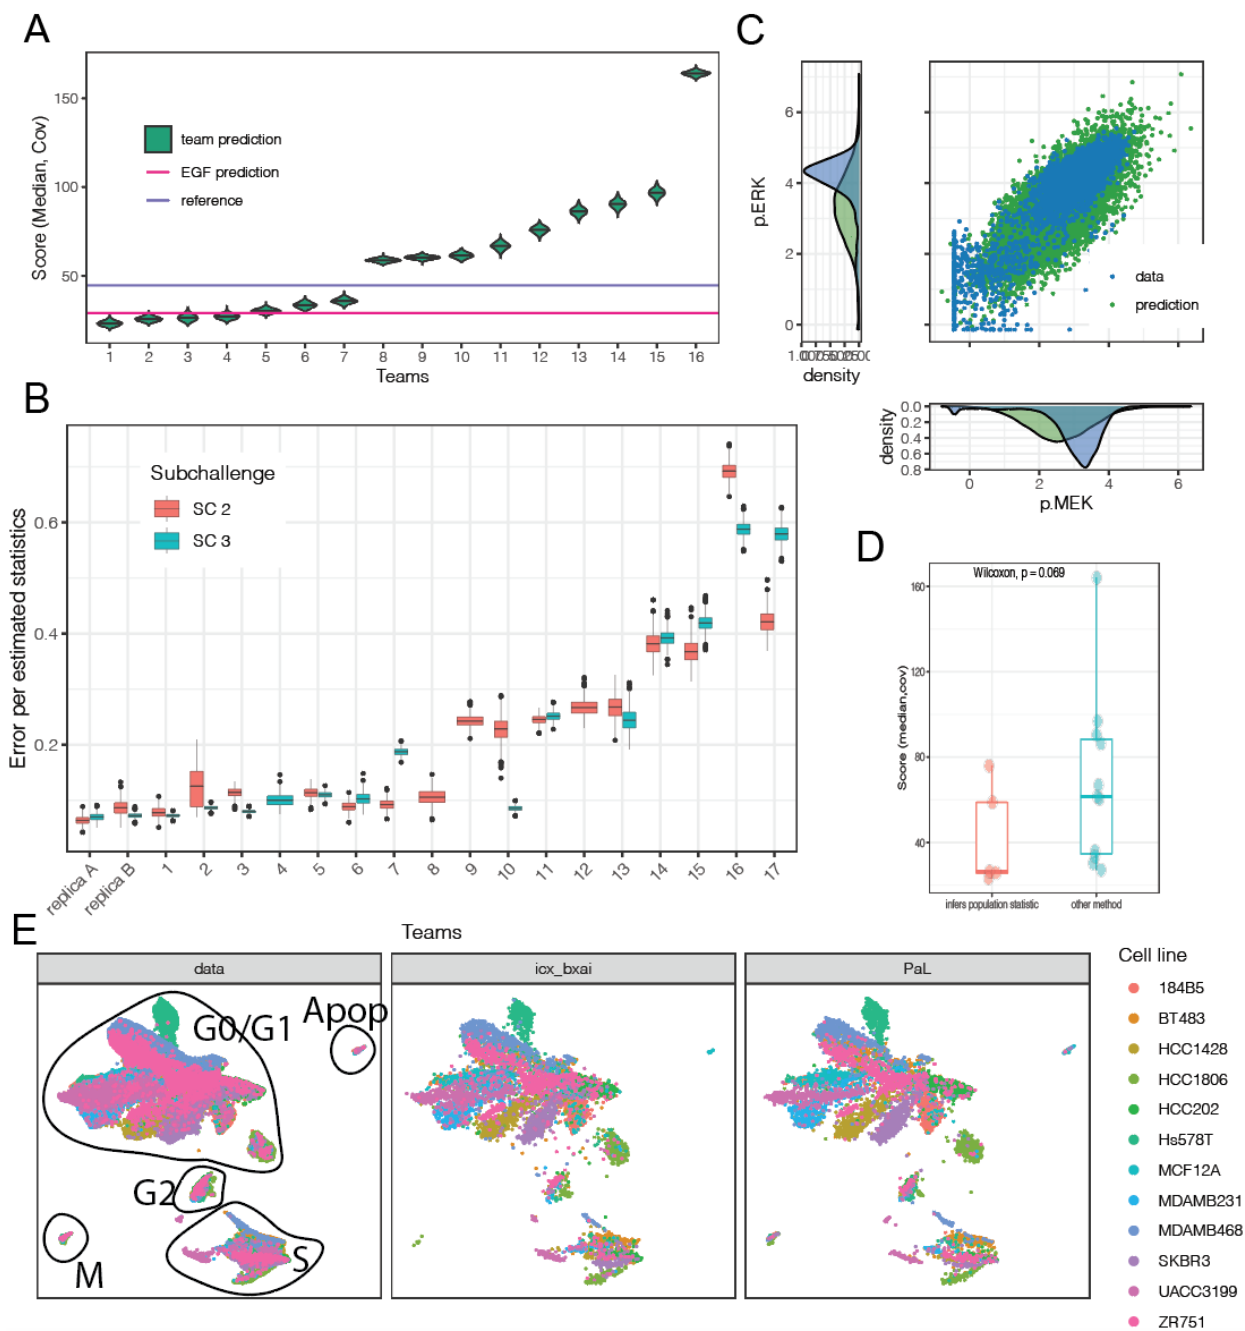 A
Score (Median, Cov)
150
100
50
team prediction
EGF prediction
reference
1 2 3 4 5 6 7 8 9 10 11 12 13 14 15 16
Teams
B
Error per estimated statistics
0.6
0.4
0.2
Subchallenge
SC 2
SC 3
replica A replica B 1 2 3 4 5 6 7 8 9 10 11 12 13 14 15 16 17
Teams
C
p.ERK
6
4
2
0
density
data
prediction
density
0.0
0.2
0.4
0.6
0.8
0 2 4 6
p.MEK
D
Score (median,cov)
Wilcoxon, p = 0.069
160
120
80
40
infers population statistic other method
E
data icx_bxai PaL
G0/G1
Apop
G2
M
S
Cell line
184B5
BT483
HCC1428
HCC1806
HCC202
Hs578T
MCF12A
MDAMB231
MDAMB468
SKBR3
UACC3199
ZR751